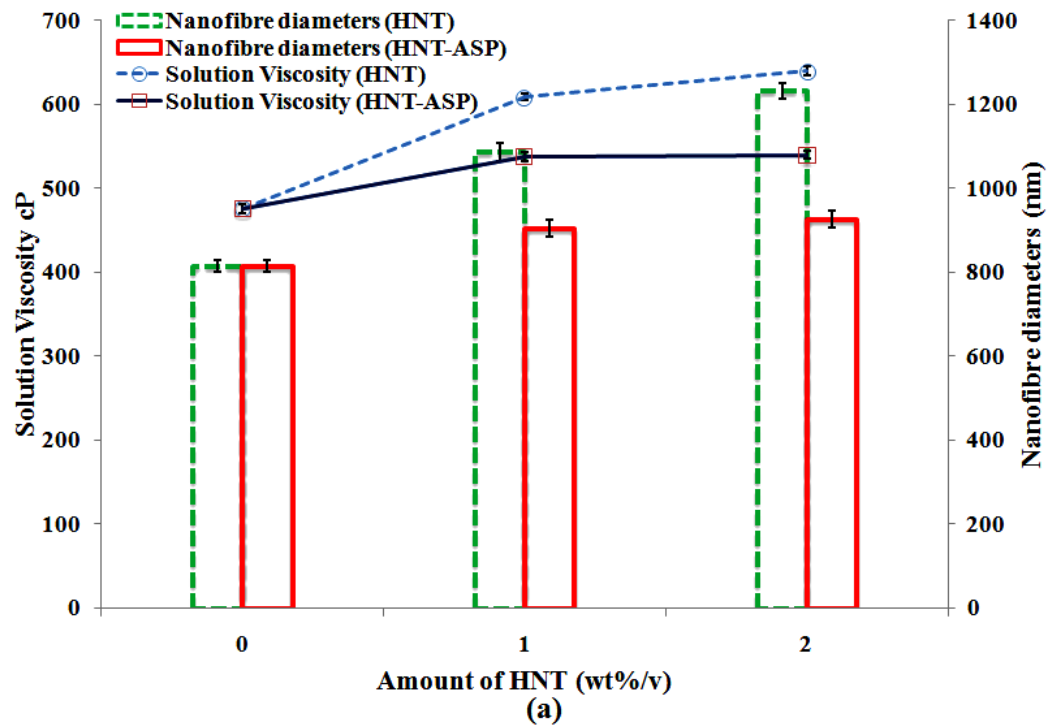 Nanofibre diameters (HNT)
Nanofibre diameters (HNT-ASP)
Solution Viscosity (HNT)
Solution Viscosity (HNT-ASP)
Solution Viscosity cP
700
600
500
400
300
200
100
0
1400
1200
1000
800
600
400
200
0
Nanofibre diameters (nm)
0
1
2
Amount of HNT (wt%/v)
(a)